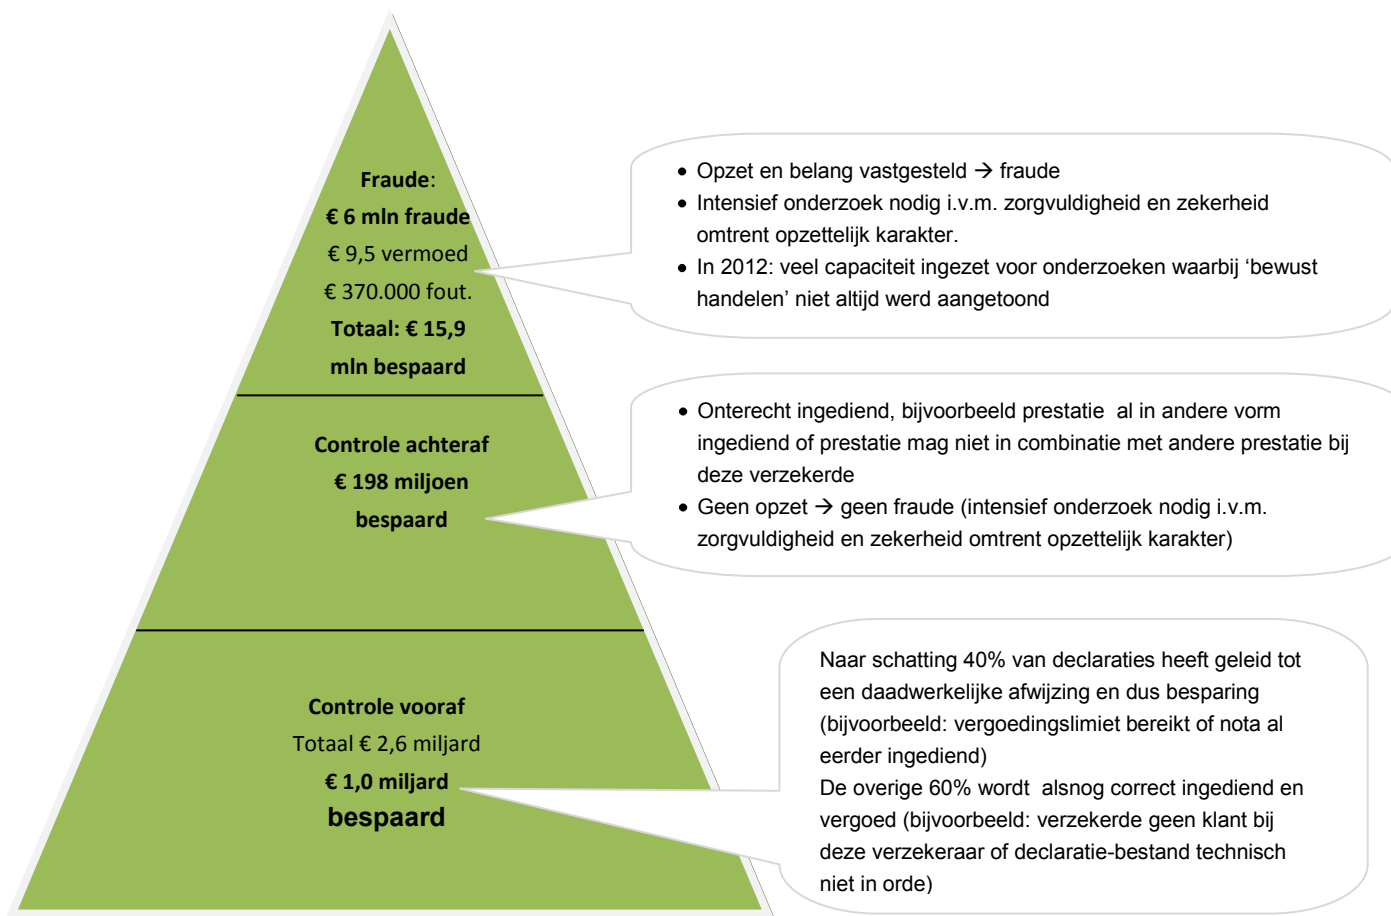 Fraude:
€ 6 mln fraude
€ 9,5 vermoed
€ 370.000 fout.
Totaal: € 15,9
mln bespaard
• Opzet en belang vastgesteld → fraude
• Intensief onderzoek nodig i.v.m. zorgvuldigheid en zekerheid
omtrent opzettelijk karakter.
• In 2012: veel capaciteit ingezet voor onderzoeken waarbij ‘bewust
handelen’ niet altijd werd aangetoond
Controle achteraf
€ 198 miljoen
bespaard
• Onterecht ingediend, bijvoorbeeld prestatie al in andere vorm
ingediend of prestatie mag niet in combinatie met andere prestatie bij
deze verzekerde
• Geen opzet → geen fraude (intensief onderzoek nodig i.v.m.
zorgvuldigheid en zekerheid omtrent opzettelijk karakter)
Controle vooraf
Totaal € 2,6 miljard
€ 1,0 miljard
bespaard
Naar schatting 40% van declaraties heeft geleid tot
een daadwerkelijke afwijzing en dus besparing
(bijvoorbeeld: vergoedingslimiet bereikt of nota al
eerder ingediend)
De overige 60% wordt alsnog correct ingediend en
vergoed (bijvoorbeeld: verzekerde geen klant bij
deze verzekeraar of declaratie-bestand technisch
niet in orde)